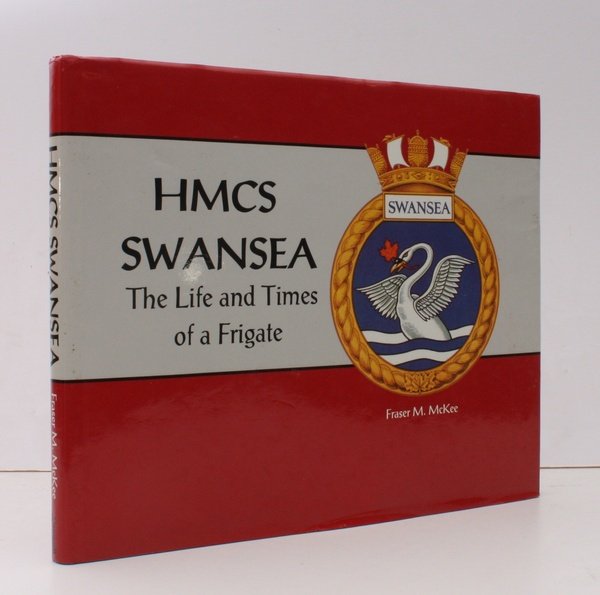 HMCS
SWANSEA
The Life and Times
of a Frigate
SWANSEA
Fraser M. McKee
HMCS SWANSEA
Fraser M. McKee